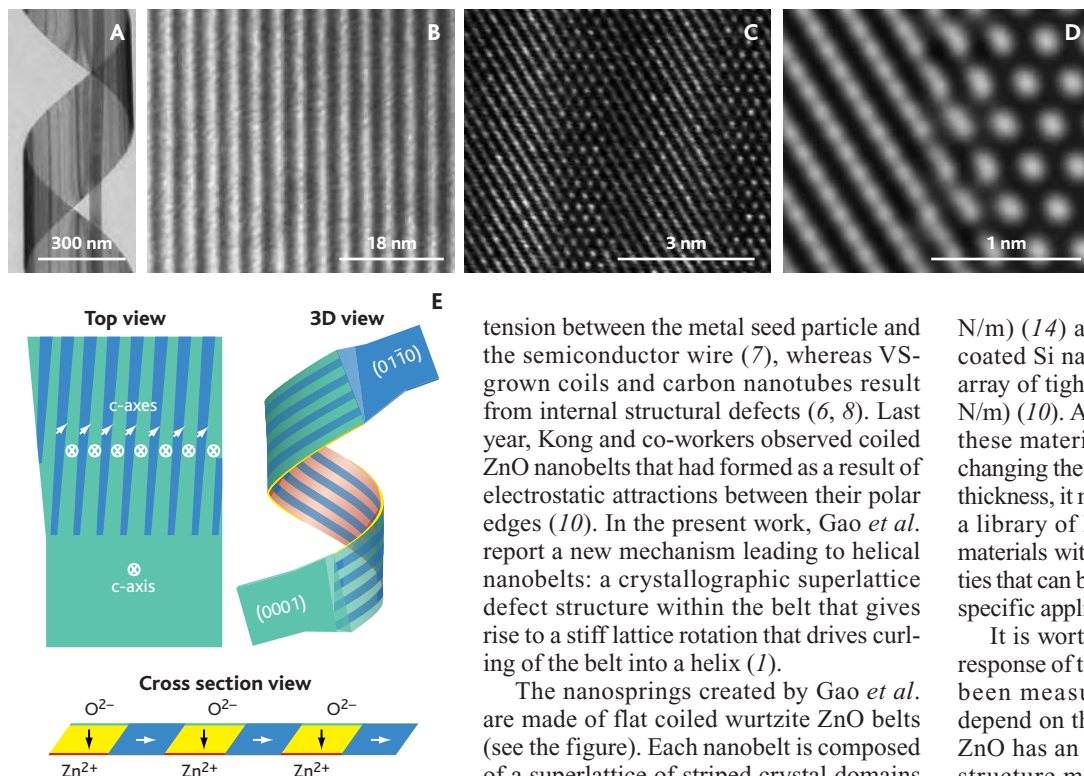 A
B
C
D
300 nm
18 nm
3 nm
1 nm
E
Top view
3D view
c-axes
c-axis
(011̄0)
(0001)
Cross section view
O²⁻ O²⁻ O²⁻
Zn²⁺ Zn²⁺ Zn²⁺
tension between the metal seed particle and
the semiconductor wire (7), whereas VS-
grown coils and carbon nanotubes result
from internal structural defects (6, 8). Last
year, Kong and co-workers observed coiled
ZnO nanobelts that had formed as a result of
electrostatic attractions between their polar
edges (10). In the present work, Gao et al.
report a new mechanism leading to helical
nanobelts: a crystallographic superlattice
defect structure within the belt that gives
rise to a stiff lattice rotation that drives curl-
ing of the belt into a helix (1).
The nanosprings created by Gao et al.
are made of flat coiled wurtzite ZnO belts
(see the figure). Each nanobelt is composed
of a superlattice of striped crystal domains
N/m) (14) a
coated Si na
array of tigh
N/m) (10). A
these materi
changing the
thickness, it r
a library of
materials wit
ties that can b
specific appli
It is wort
response of t
been measu
depend on th
ZnO has an
structure m